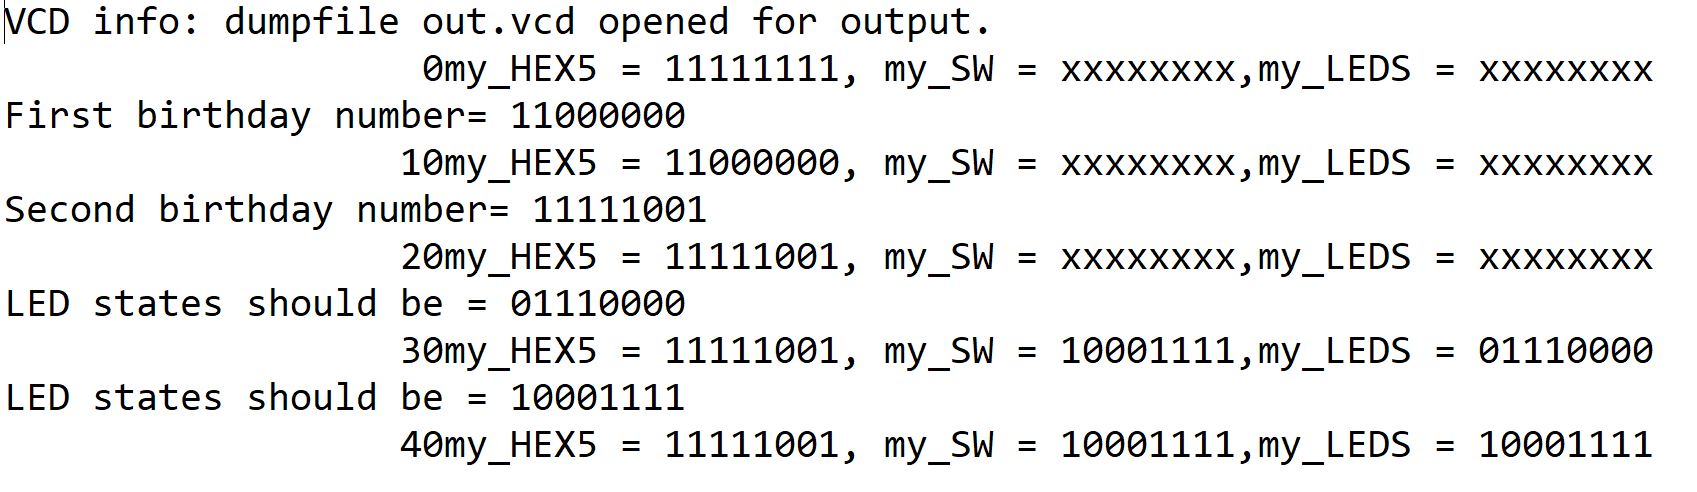 VCD info: dumpfile out.vcd opened for output.
0my_HEX5 = 11111111, my_SW = xxxxxxxx,my_LEDS = xxxxxxxx
First birthday number= 11000000
10my_HEX5 = 11000000, my_SW = xxxxxxxx,my_LEDS = xxxxxxxx
Second birthday number= 11111001
20my_HEX5 = 11111001, my_SW = xxxxxxxx,my_LEDS = xxxxxxxx
LED states should be = 01110000
30my_HEX5 = 11111001, my_SW = 10001111,my_LEDS = 01110000
LED states should be = 10001111
40my_HEX5 = 11111001, my_SW = 10001111,my_LEDS = 10001111